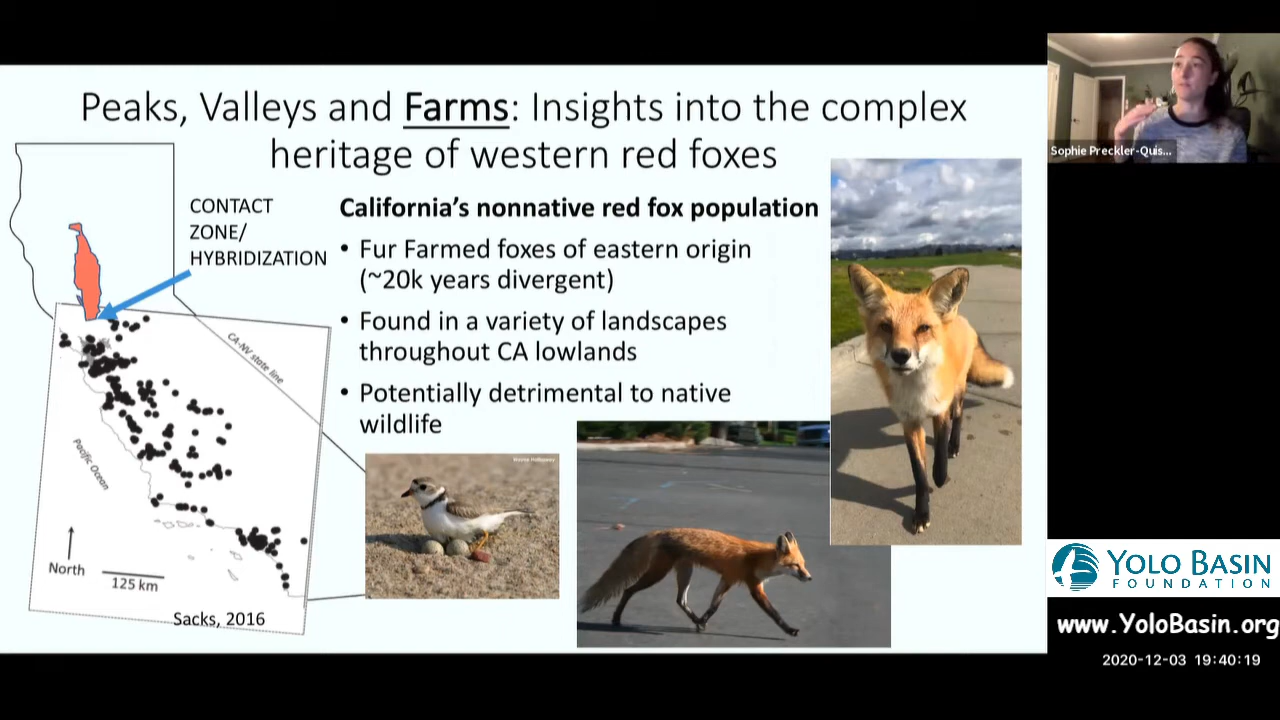 Peaks, Valleys and Farms: Insights into the complex
heritage of western red foxes
CONTACT
ZONE/
HYBRIDIZATION
CA-NV state line
Pacific Ocean
North
125 km
Sacks, 2016
California's nonnative red fox population
• Fur Farmed foxes of eastern origin
(~20k years divergent)
• Found in a variety of landscapes
throughout CA lowlands
• Potentially detrimental to native
wildlife
Sophie Preckler-Quis...
YOLO BASIN
FOUNDATION
www.YoloBasin.org
2020-12-03 19:40:19